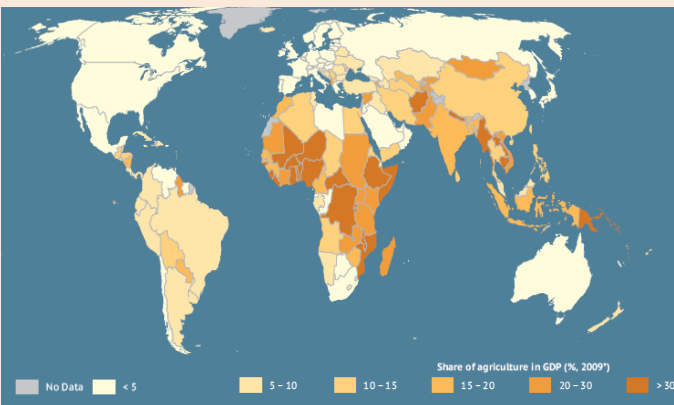 Share of agriculture in GDP (%, 2009*)
No Data < 5 5 – 10 10 – 15 15 – 20 20 – 30 > 30